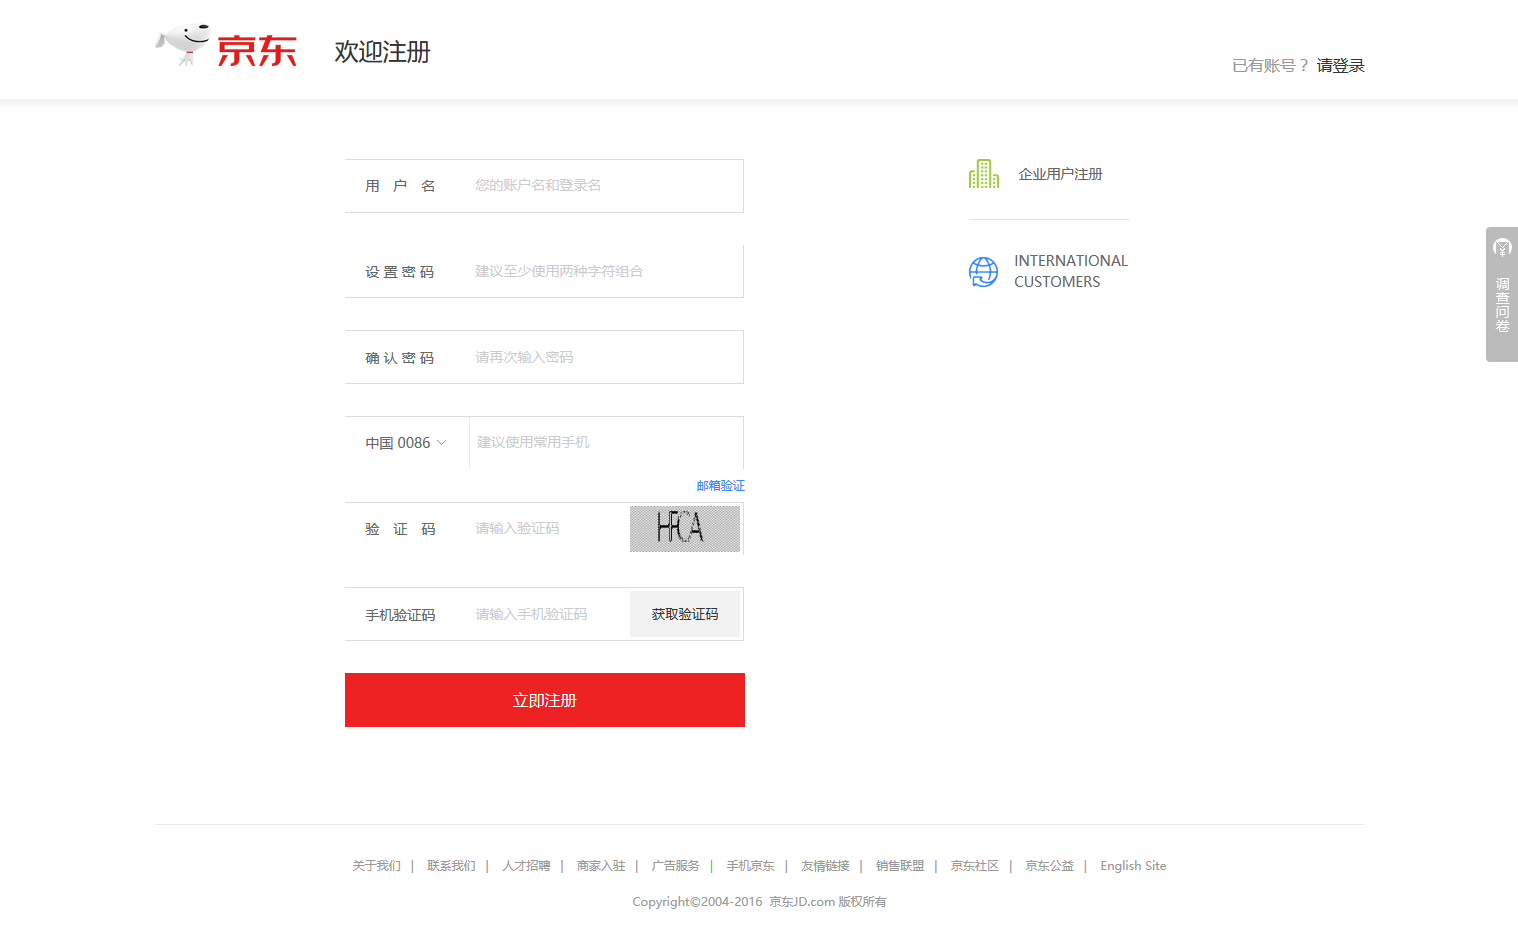 京东 欢迎注册
已有账号？ 请登录
用 户 名 您的账户名和登录名
设 置 密 码 建议至少使用两种字符组合
确 认 密 码 请再次输入密码
中国 0086 建议使用常用手机
邮箱验证
验 证 码 请输入验证码 HFCA
手机验证码 请输入手机验证码 获取验证码
立即注册
企业用户注册
INTERNATIONAL
CUSTOMERS
调查问卷
关于我们 | 联系我们 | 人才招聘 | 商家入驻 | 广告服务 | 手机京东 | 友情链接 | 销售联盟 | 京东社区 | 京东公益 | English Site
Copyright©2004-2016 京东JD.com 版权所有